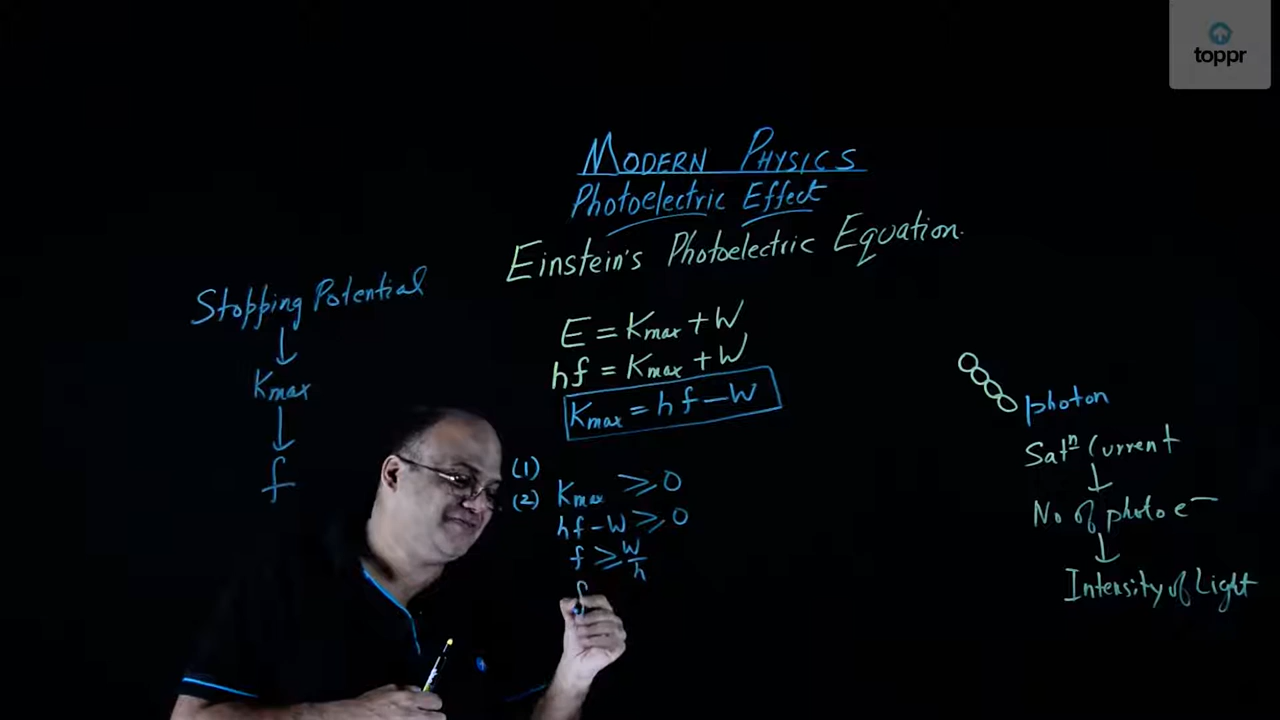 toppr
MODERN PHYSICS
Photoelectric Effect
Einstein's Photoelectric Equation.
Stopping Potential
↓
Kmax
↓
f
E = Kmax + W
hf = Kmax + W
Kmax = hf - W
(1)
(2) Kmax ≥ 0
hf - W ≥ 0
f ≥ W/h
f
photon
Satⁿ Current
↓
No of photo e⁻
↓
Intensity of Light